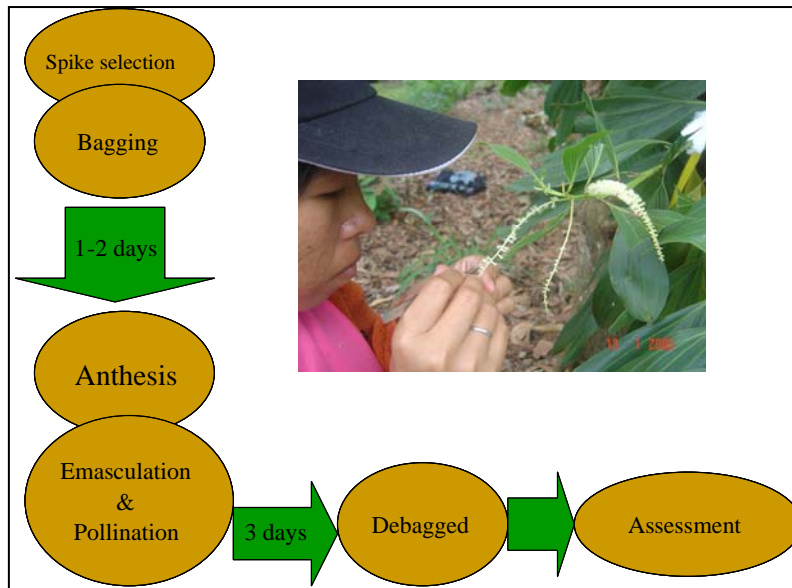 Spike selection
Bagging
1-2 days
Anthesis
Emasculation
&
Pollination
3 days
Debagged
Assessment